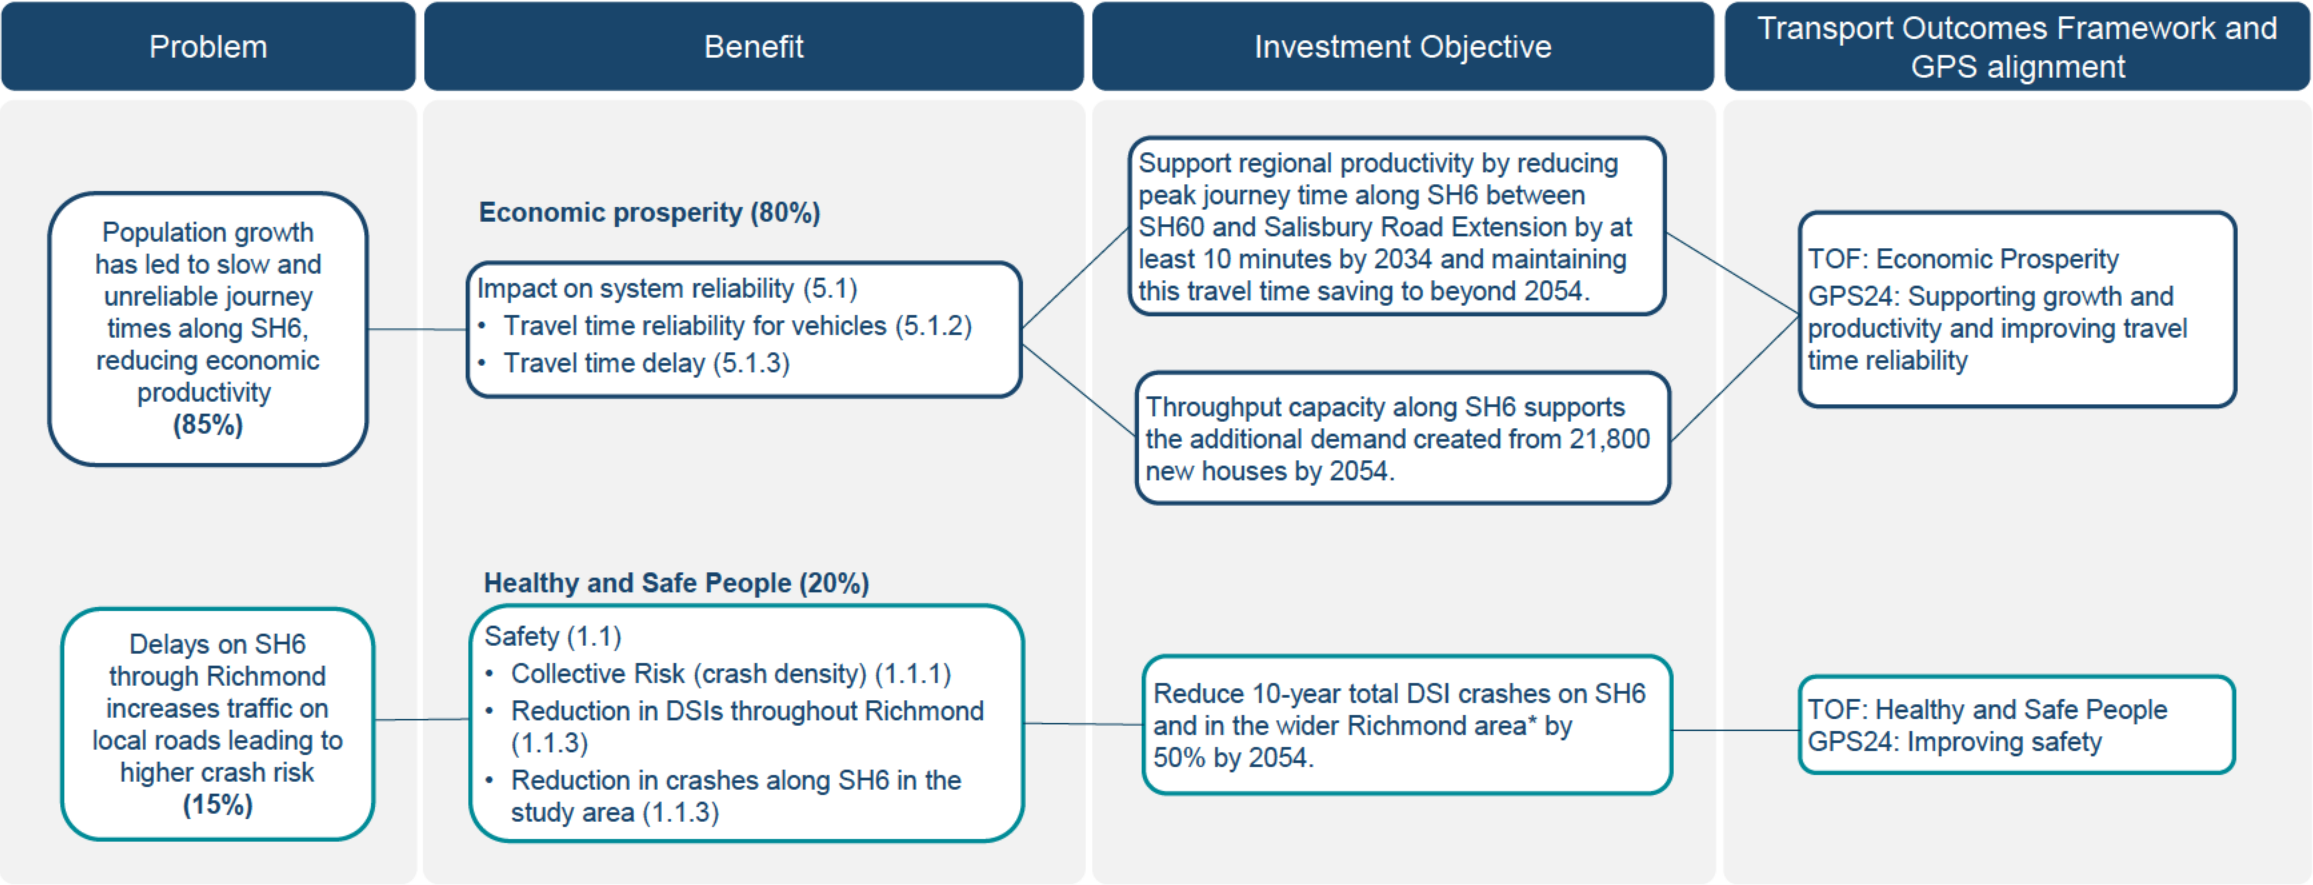 Problem
Benefit
Investment Objective
Transport Outcomes Framework and
GPS alignment
Population growth
has led to slow and
unreliable journey
times along SH6,
reducing economic
productivity
(85%)
Economic prosperity (80%)
Impact on system reliability (5.1)
• Travel time reliability for vehicles (5.1.2)
• Travel time delay (5.1.3)
Support regional productivity by reducing
peak journey time along SH6 between
SH60 and Salisbury Road Extension by at
least 10 minutes by 2034 and maintaining
this travel time saving to beyond 2054.
Throughput capacity along SH6 supports
the additional demand created from 21,800
new houses by 2054.
TOF: Economic Prosperity
GPS24: Supporting growth and
productivity and improving travel
time reliability
Delays on SH6
through Richmond
increases traffic on
local roads leading to
higher crash risk
(15%)
Healthy and Safe People (20%)
Safety (1.1)
• Collective Risk (crash density) (1.1.1)
• Reduction in DSIs throughout Richmond
(1.1.3)
• Reduction in crashes along SH6 in the
study area (1.1.3)
Reduce 10-year total DSI crashes on SH6
and in the wider Richmond area* by
50% by 2054.
TOF: Healthy and Safe People
GPS24: Improving safety